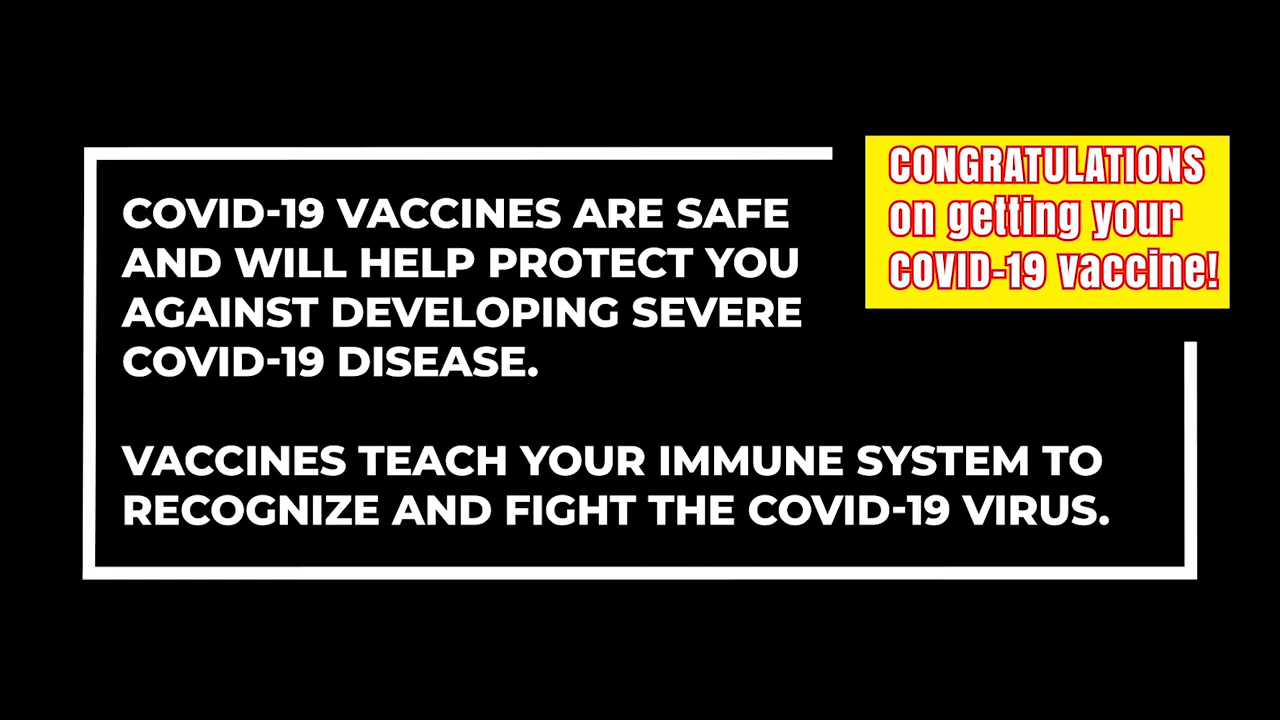 COVID-19 VACCINES ARE SAFE
AND WILL HELP PROTECT YOU
AGAINST DEVELOPING SEVERE
COVID-19 DISEASE.
VACCINES TEACH YOUR IMMUNE SYSTEM TO
RECOGNIZE AND FIGHT THE COVID-19 VIRUS.
CONGRATULATIONS
on getting your
COVID-19 vaccine!